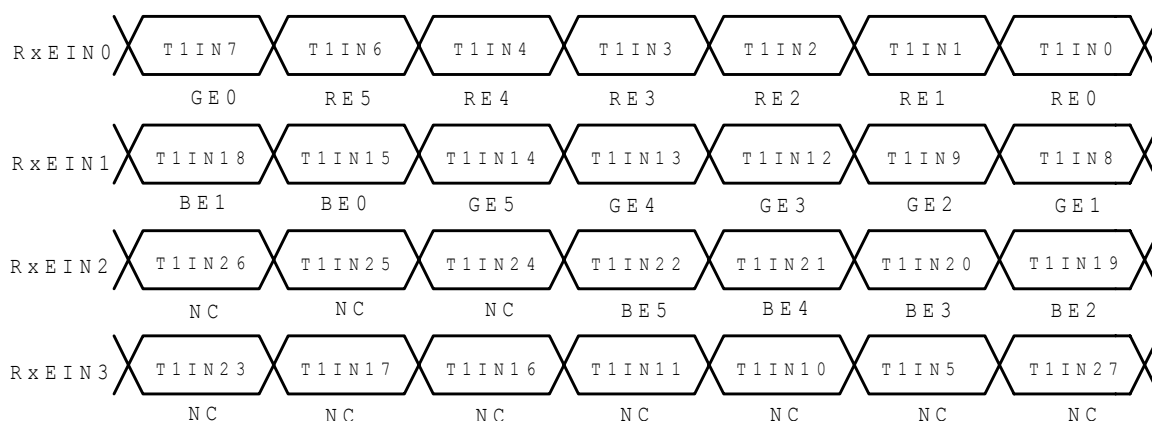 RxEIN0 T1IN7 T1IN6 T1IN4 T1IN3 T1IN2 T1IN1 T1IN0
GE0 RE5 RE4 RE3 RE2 RE1 RE0
RxEIN1 T1IN18 T1IN15 T1IN14 T1IN13 T1IN12 T1IN9 T1IN8
BE1 BE0 GE5 GE4 GE3 GE2 GE1
RxEIN2 T1IN26 T1IN25 T1IN24 T1IN22 T1IN21 T1IN20 T1IN19
NC NC NC BE5 BE4 BE3 BE2
RxEIN3 T1IN23 T1IN17 T1IN16 T1IN11 T1IN10 T1IN5 T1IN27
NC NC NC NC NC NC NC